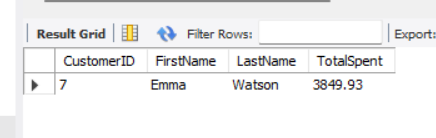 Result Grid Filter Rows: Export:
CustomerID FirstName LastName TotalSpent
7 Emma Watson 3849.93